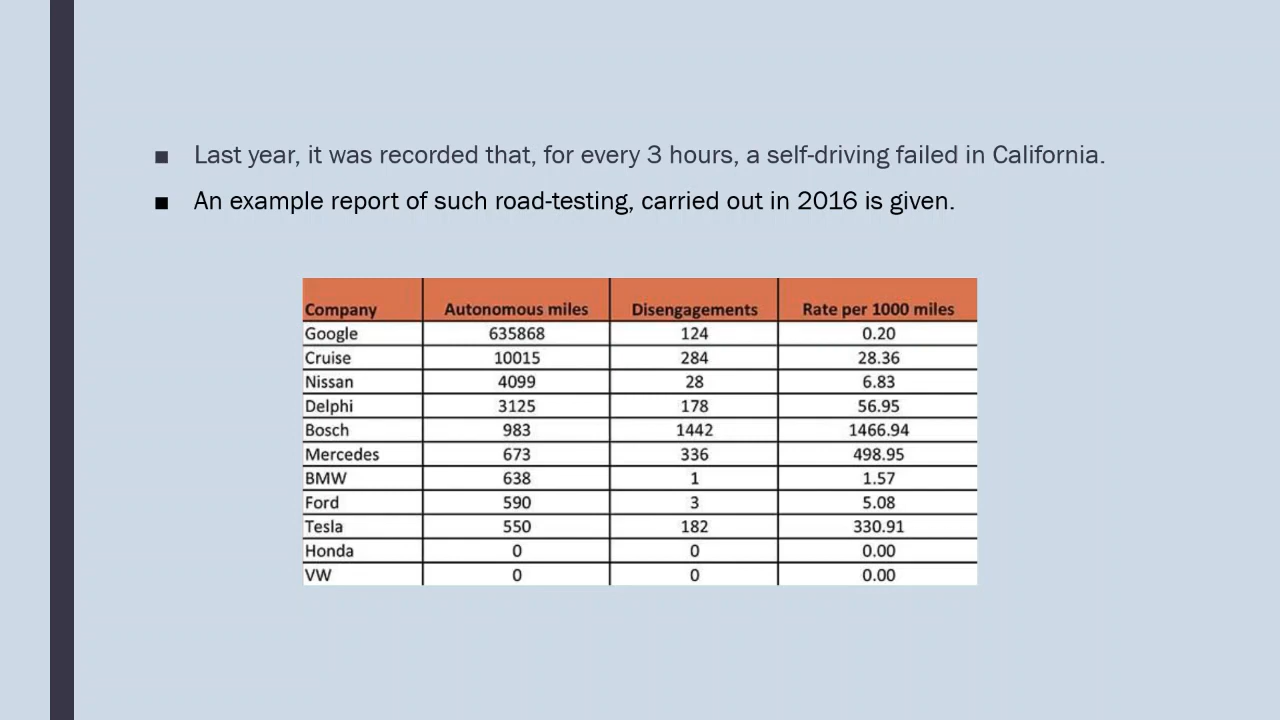 ■ Last year, it was recorded that, for every 3 hours, a self-driving failed in California.
■ An example report of such road-testing, carried out in 2016 is given.
Company Autonomous miles Disengagements Rate per 1000 miles
Google 635868 124 0.20
Cruise 10015 284 28.36
Nissan 4099 28 6.83
Delphi 3125 178 56.95
Bosch 983 1442 1466.94
Mercedes 673 336 498.95
BMW 638 1 1.57
Ford 590 3 5.08
Tesla 550 182 330.91
Honda 0 0 0.00
VW 0 0 0.00